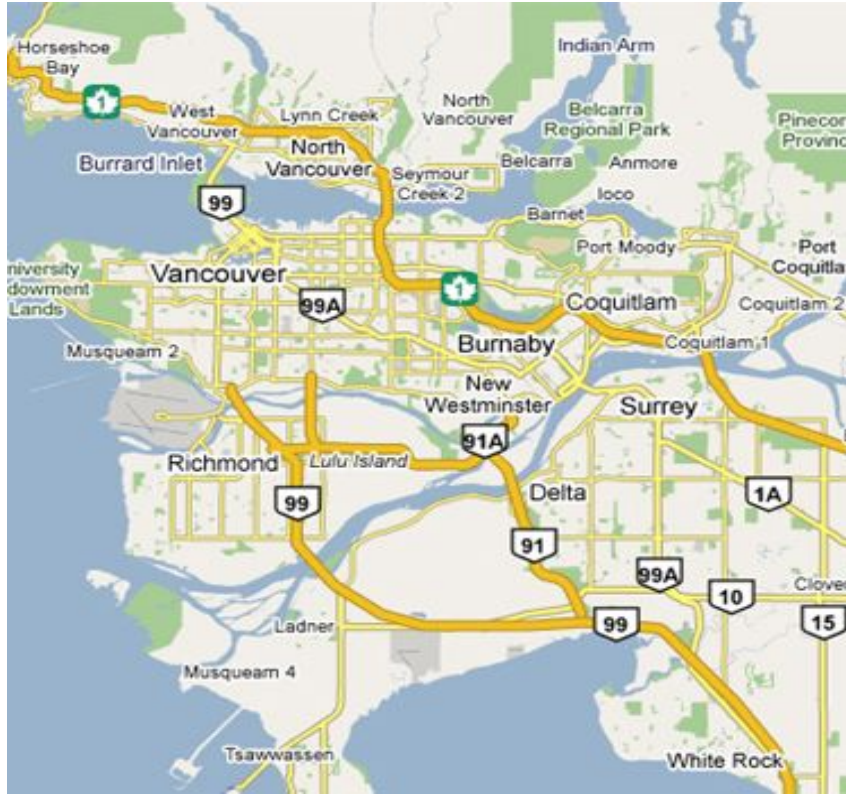 Horseshoe
Bay
1
West
Vancouver
Lynn Creek
North
Vancouver
Indian Arm
North
Vancouver
Belcarra
Regional Park
Pinecor
Provinc
Burrard Inlet
Seymour
Creek 2
Belcarra
Anmore
Ioco
99
Barnet
Port Moody
Port
Coquitla
niversity
ndowment
Lands
Vancouver
99A
1
Coquitlam
Coquitlam 2
Musqueam 2
Burnaby
Coquitlam 1
New
Westminster
Surrey
91A
Richmond
Lulu Island
99
Delta
1A
91
99A
10
Clover
15
Ladner
99
Musqueam 4
Tsawwassen
White Rock